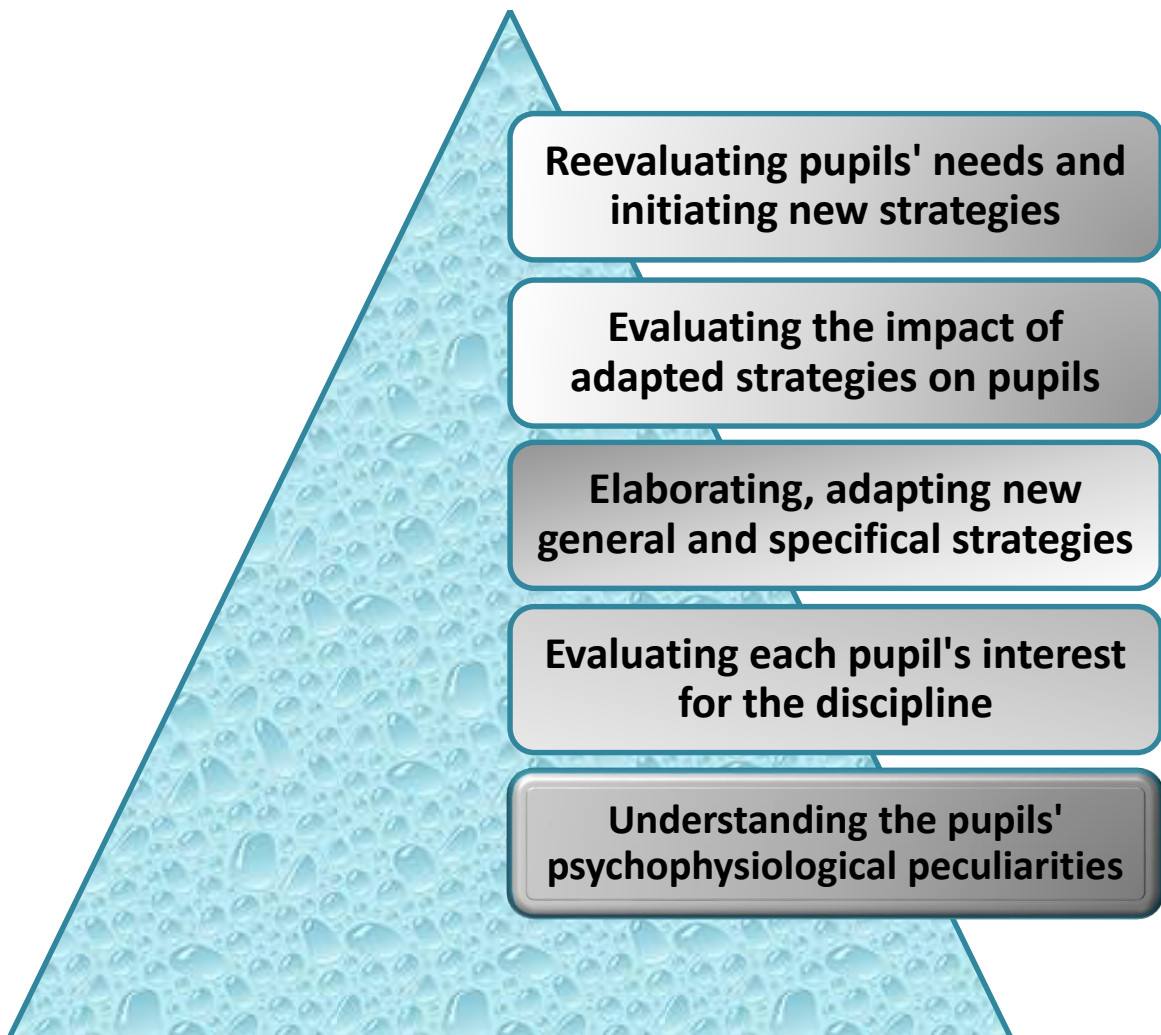 Reevaluating pupils' needs and
initiating new strategies
Evaluating the impact of
adapted strategies on pupils
Elaborating, adapting new
general and specifical strategies
Evaluating each pupil's interest
for the discipline
Understanding the pupils'
psychophysiological peculiarities